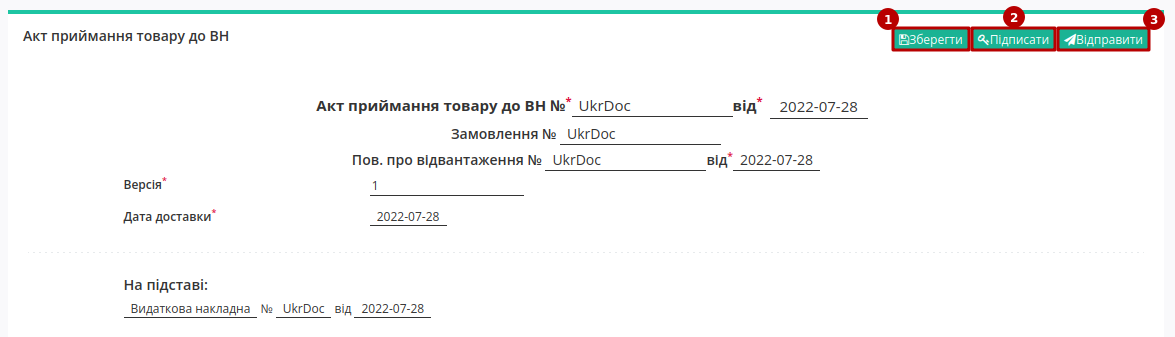 1 2 3
Акт приймання товару до ВН Зберегти Підписати Відправити
Акт приймання товару до ВН №* UkrDoc від* 2022-07-28
Замовлення № UkrDoc
Пов. про відвантаження № UkrDoc від* 2022-07-28
Версія* 1
Дата доставки* 2022-07-28
На підставі:
Видаткова накладна № UkrDoc від 2022-07-28